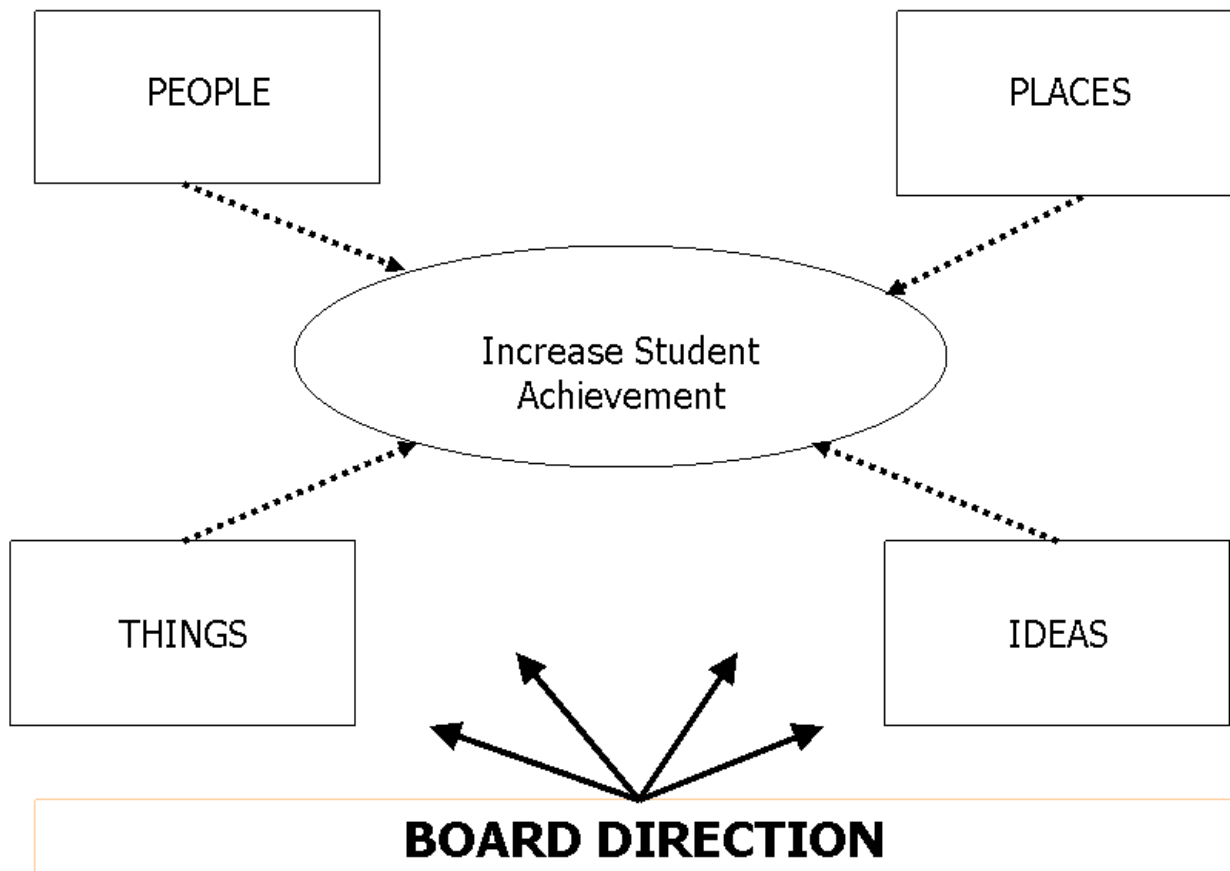 PEOPLE
PLACES
Increase Student
Achievement
THINGS
IDEAS
BOARD DIRECTION